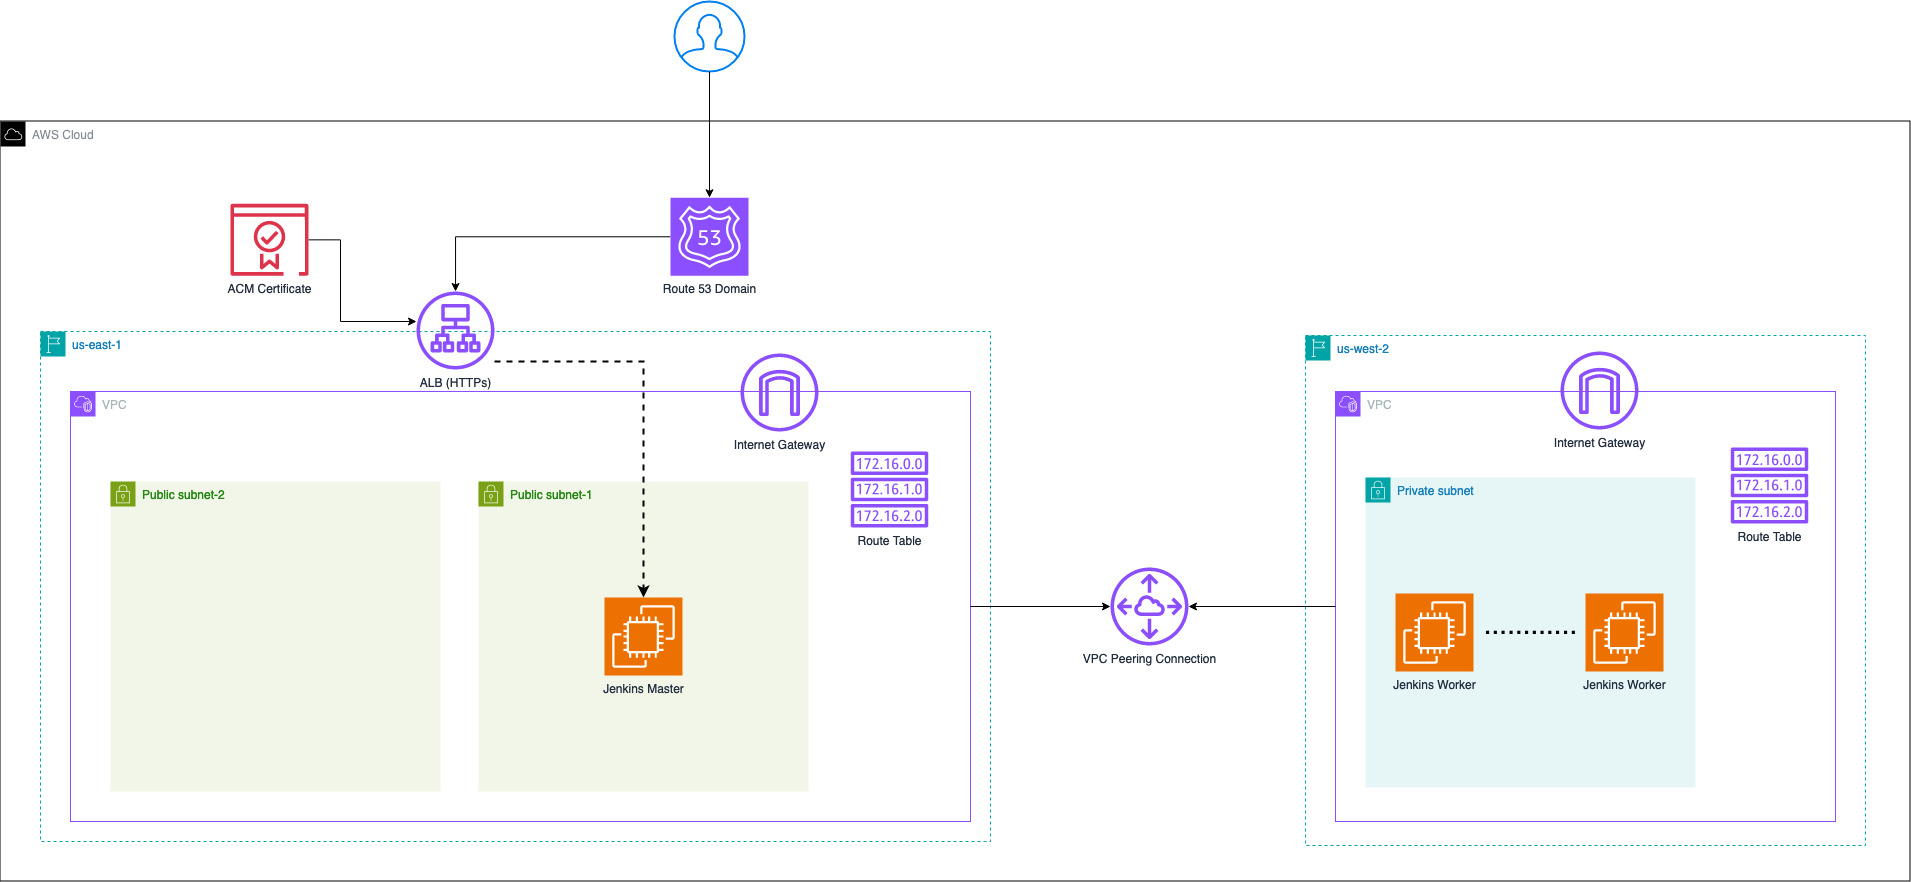 AWS Cloud
53
ACM Certificate
Route 53 Domain
us-east-1
ALB (HTTPs)
VPC
Internet Gateway
172.16.0.0
172.16.1.0
172.16.2.0
Route Table
Public subnet-2
Public subnet-1
Jenkins Master
VPC Peering Connection
us-west-2
VPC
Internet Gateway
172.16.0.0
172.16.1.0
172.16.2.0
Route Table
Private subnet
Jenkins Worker
Jenkins Worker